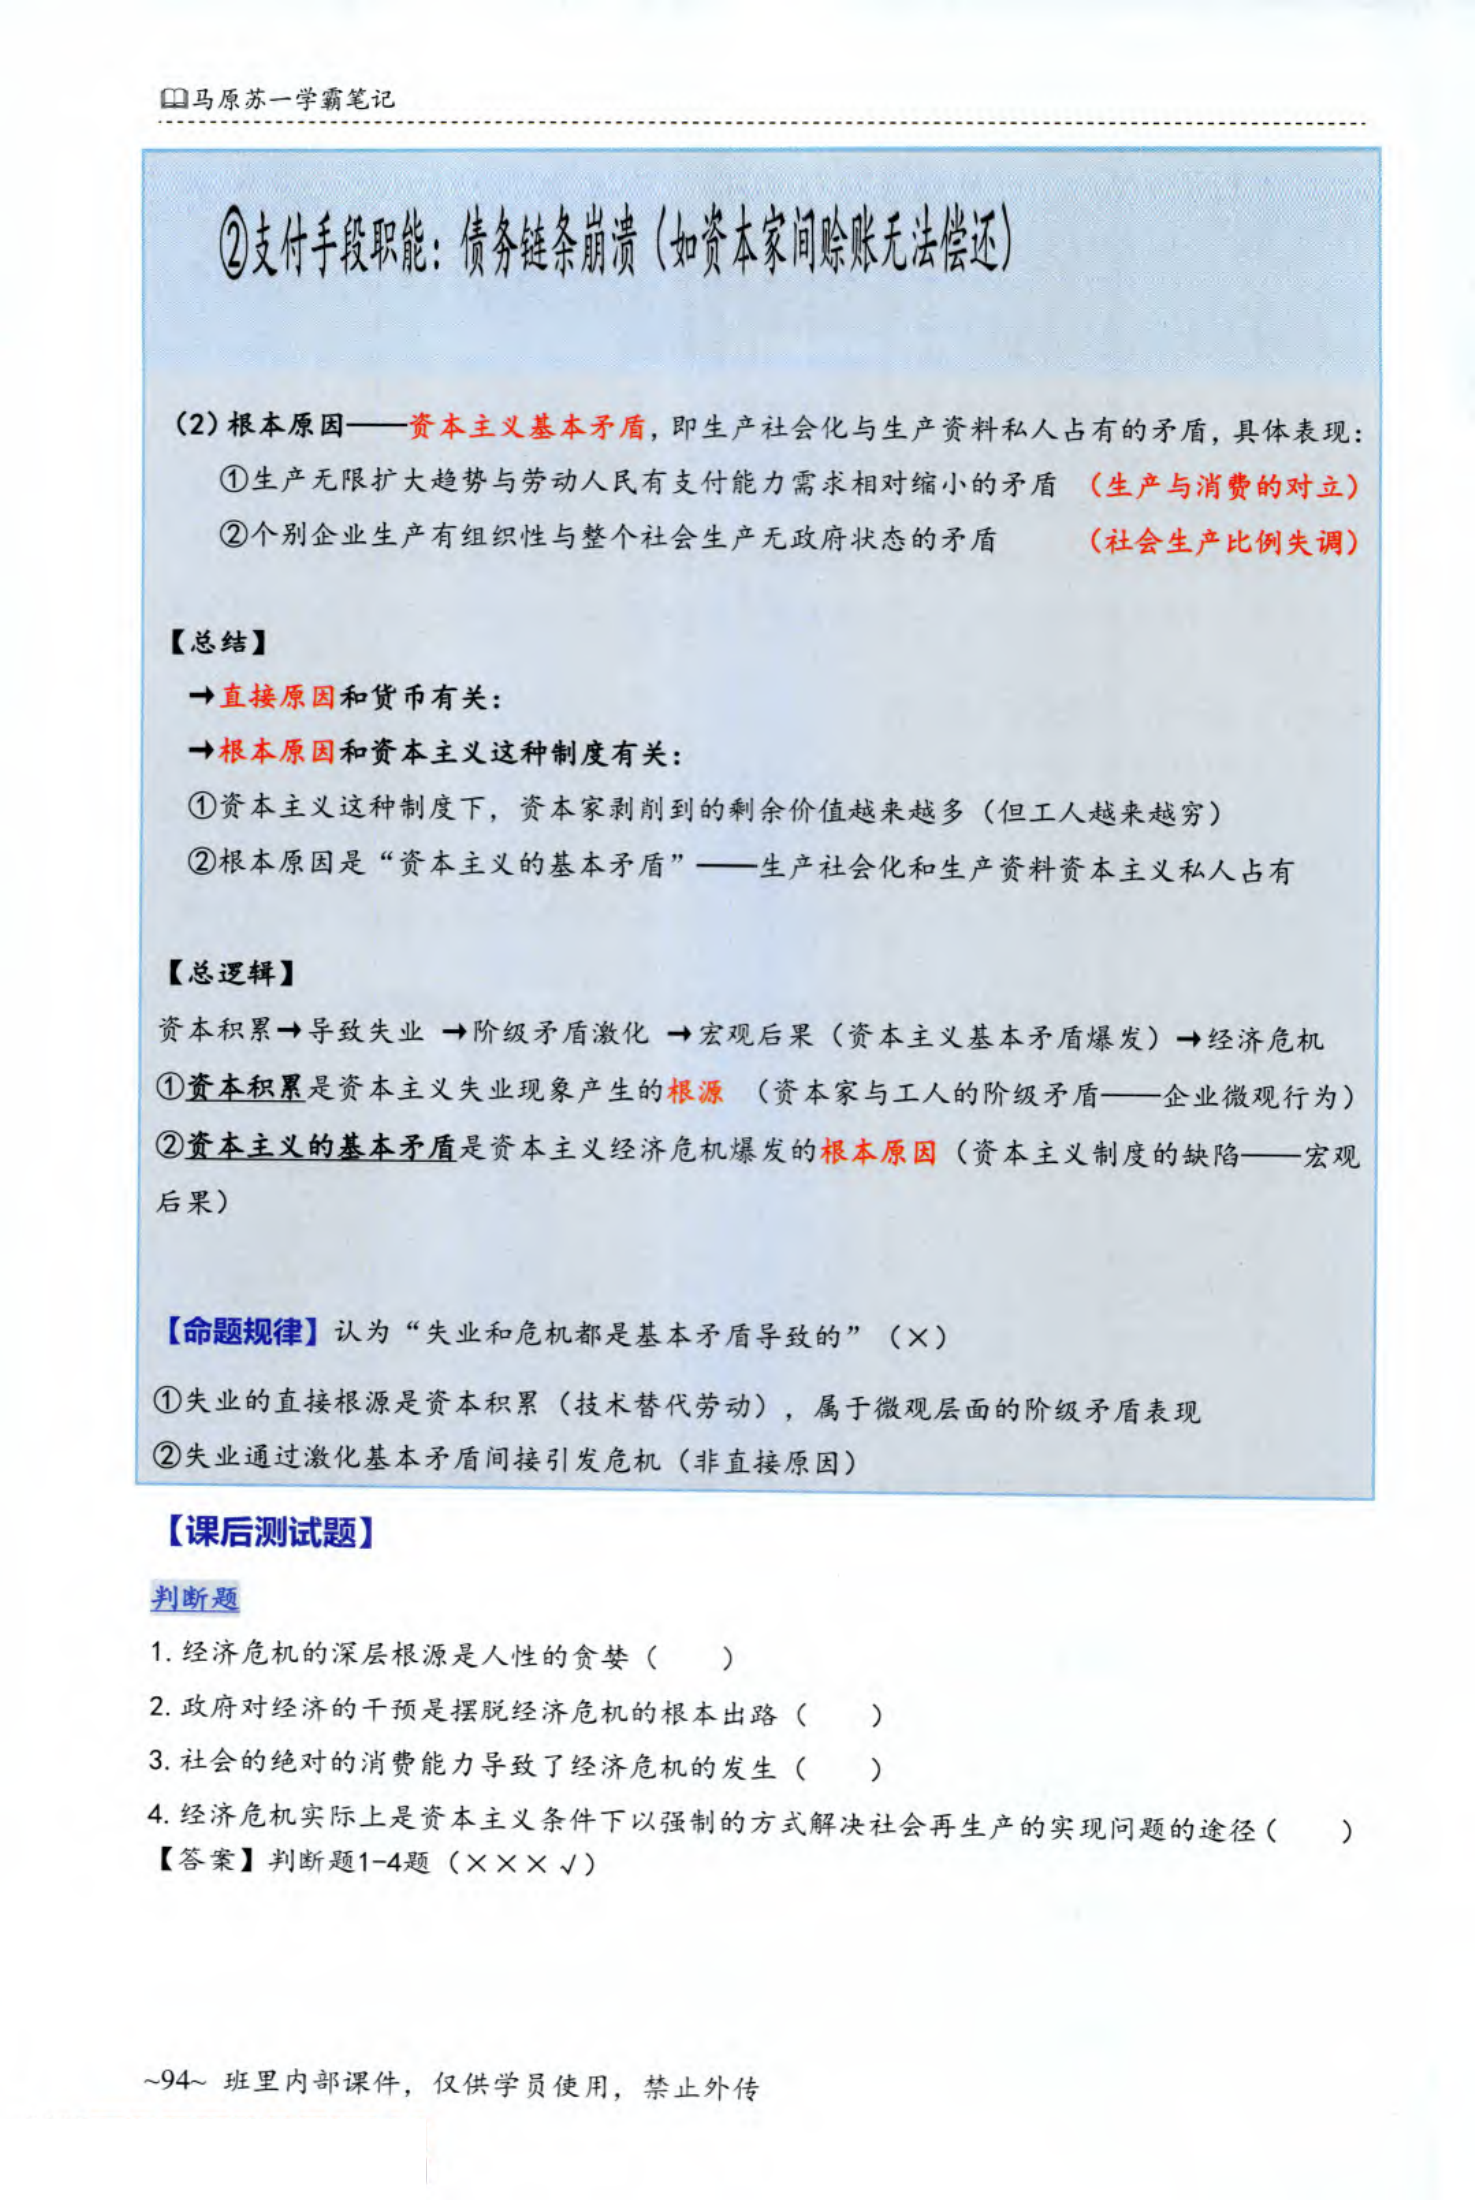 马原苏一学霸笔记
②支付手段职能：债务链条崩溃（如资本家间赊账无法偿还）
（2）根本原因——资本主义基本矛盾，即生产社会化与生产资料私人占有的矛盾，具体表现：
①生产无限扩大趋势与劳动人民有支付能力需求相对缩小的矛盾 （生产与消费的对立）
②个别企业生产有组织性与整个社会生产无政府状态的矛盾 （社会生产比例失调）
【总结】
→直接原因和货币有关：
→根本原因和资本主义这种制度有关：
①资本主义这种制度下，资本家剥削到的剩余价值越来越多（但工人越来越穷）
②根本原因是“资本主义的基本矛盾”——生产社会化和生产资料资本主义私人占有
【总逻辑】
资本积累→导致失业 →阶级矛盾激化 →宏观后果（资本主义基本矛盾爆发）→经济危机
①资本积累是资本主义失业现象产生的根源 （资本家与工人的阶级矛盾——企业微观行为）
②资本主义的基本矛盾是资本主义经济危机爆发的根本原因（资本主义制度的缺陷——宏观
后果）
【命题规律】认为“失业和危机都是基本矛盾导致的”（×）
①失业的直接根源是资本积累（技术替代劳动），属于微观层面的阶级矛盾表现
②失业通过激化基本矛盾间接引发危机（非直接原因）
【课后测试题】
判断题
1. 经济危机的深层根源是人性的贪婪（ ）
2. 政府对经济的干预是摆脱经济危机的根本出路（ ）
3. 社会的绝对的消费能力导致了经济危机的发生（ ）
4. 经济危机实际上是资本主义条件下以强制的方式解决社会再生产的实现问题的途径（ ）
【答案】判断题1-4题（×××√）
~94~ 班里内部课件，仅供学员使用，禁止外传